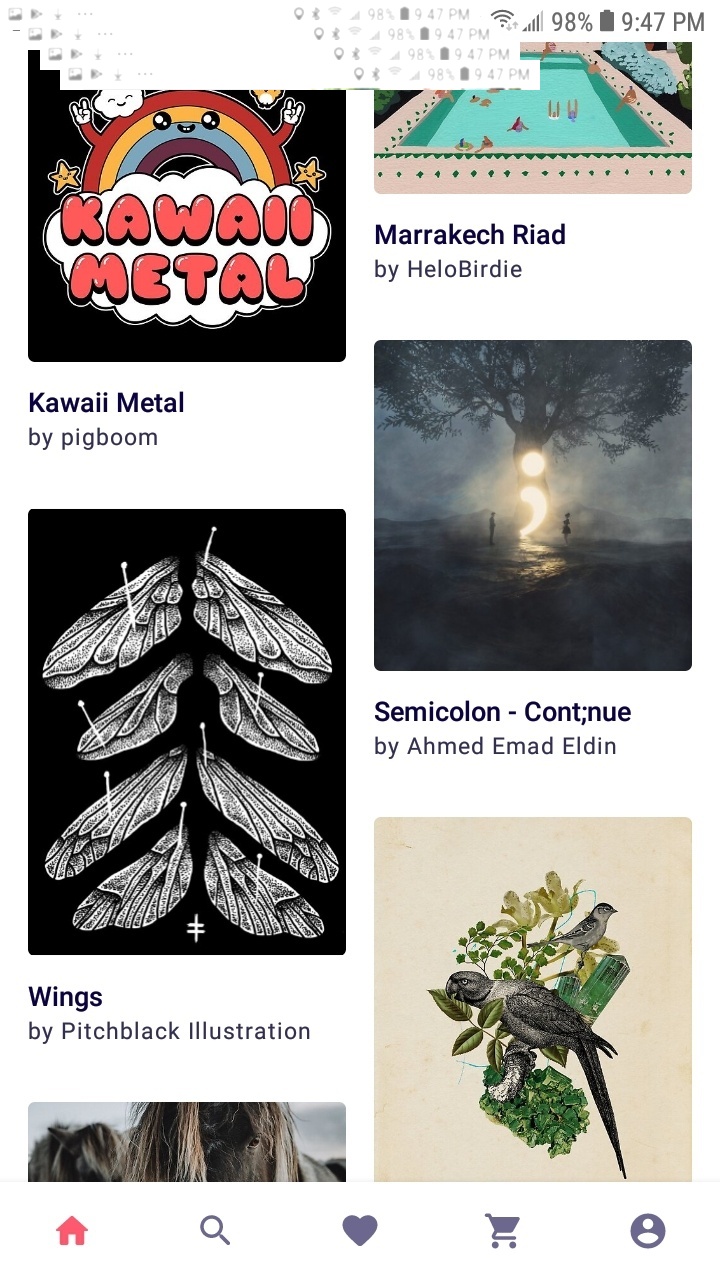 98% 9:47 PM
98% 9 47 PM
98% 9 47 PM
98% 9 47 PM
98% 9 47 PM
KAWAII
METAL
Kawaii Metal
by pigboom
Marrakech Riad
by HeloBirdie
;
Semicolon - Cont;nue
by Ahmed Emad Eldin
Wings
by Pitchblack Illustration